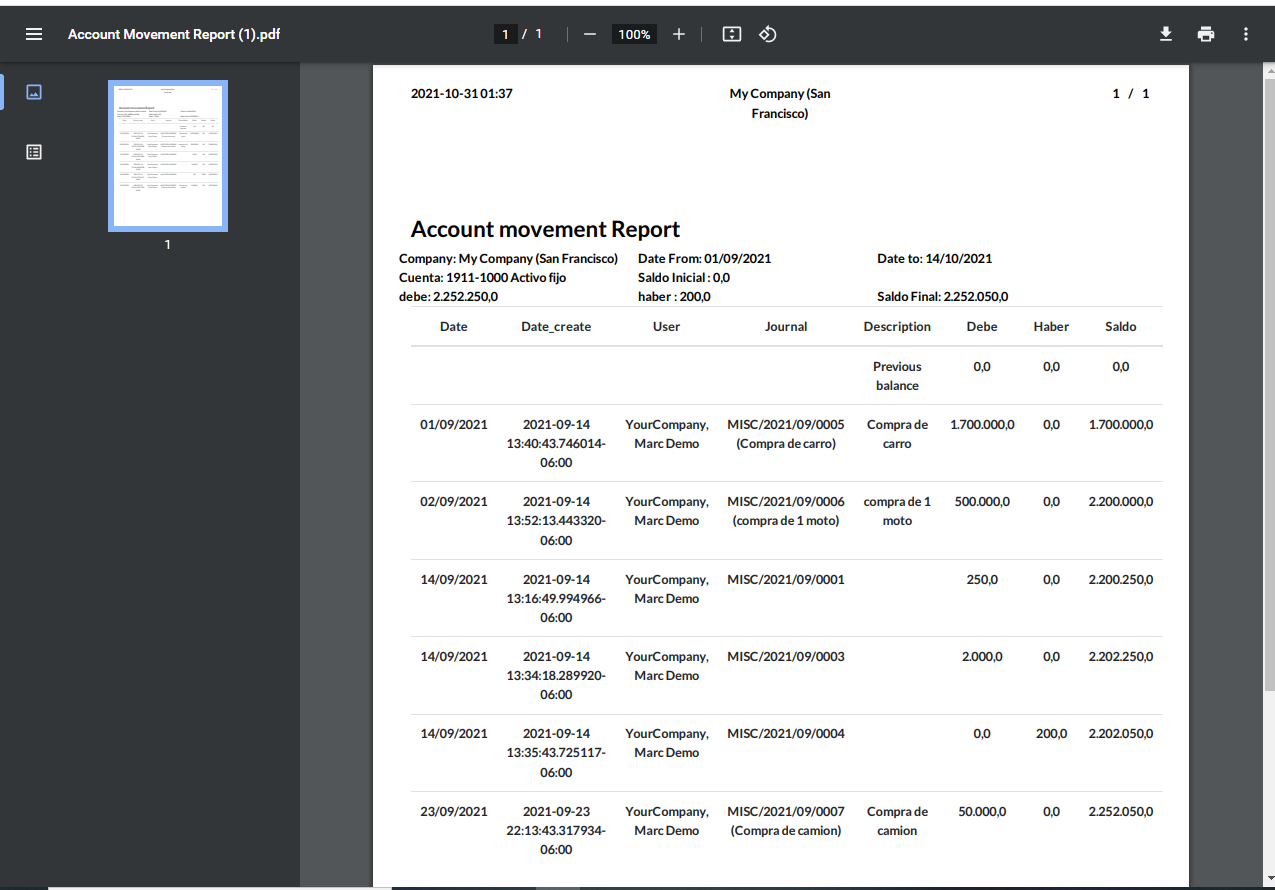 Account Movement Report (1).pdf
1 / 1
100%
1
2021-10-31 01:37 My Company (San 1 / 1
Francisco)
Account movement Report
Company: My Company (San Francisco) Date From: 01/09/2021 Date to: 14/10/2021
Cuenta: 1911-1000 Activo fijo Saldo Inicial : 0,0
debe: 2.252.250,0 haber : 200,0 Saldo Final: 2.252.050,0
Date Date_create User Journal Description Debe Haber Saldo
Previous 0,0 0,0 0,0
balance
01/09/2021 2021-09-14 YourCompany, MISC/2021/09/0005 Compra de 1.700.000,0 0,0 1.700.000,0
13:40:43.746014- Marc Demo (Compra de carro) carro
06:00
02/09/2021 2021-09-14 YourCompany, MISC/2021/09/0006 compra de 1 500.000,0 0,0 2.200.000,0
13:52:13.443320- Marc Demo (compra de 1 moto) moto
06:00
14/09/2021 2021-09-14 YourCompany, MISC/2021/09/0001 250,0 0,0 2.200.250,0
13:16:49.994966- Marc Demo
06:00
14/09/2021 2021-09-14 YourCompany, MISC/2021/09/0003 2.000,0 0,0 2.202.250,0
13:34:18.289920- Marc Demo
06:00
14/09/2021 2021-09-14 YourCompany, MISC/2021/09/0004 0,0 200,0 2.202.050,0
13:35:43.725117- Marc Demo
06:00
23/09/2021 2021-09-23 YourCompany, MISC/2021/09/0007 Compra de 50.000,0 0,0 2.252.050,0
22:13:43.317934- Marc Demo (Compra de camion) camion
06:00